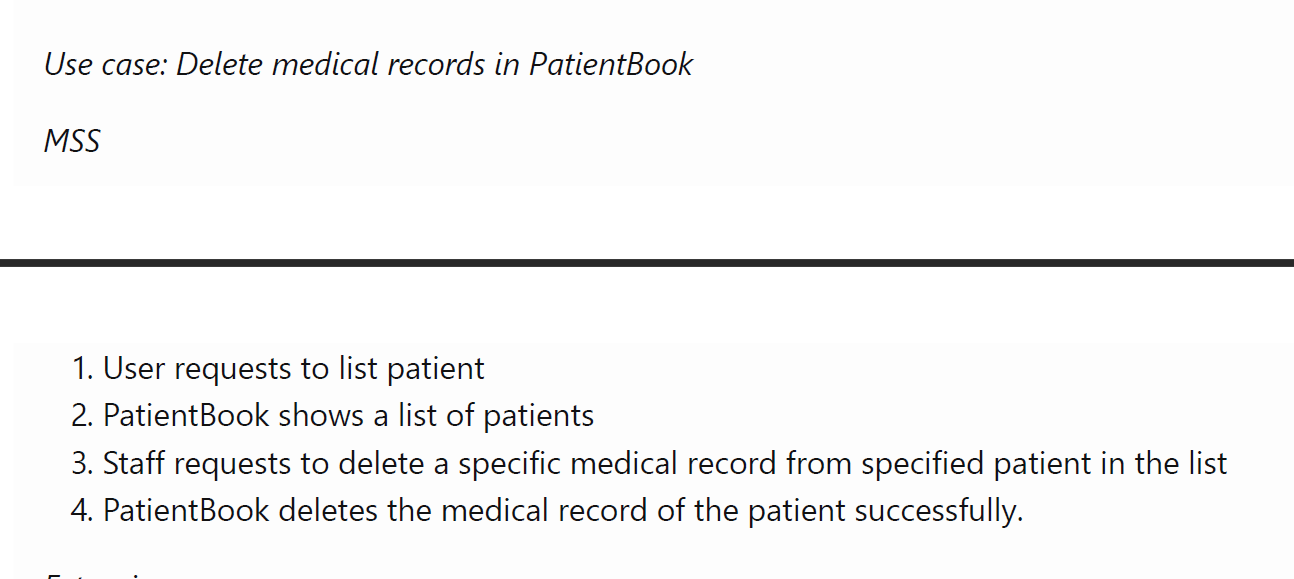 Use case: Delete medical records in PatientBook
MSS
1. User requests to list patient
2. PatientBook shows a list of patients
3. Staff requests to delete a specific medical record from specified patient in the list
4. PatientBook deletes the medical record of the patient successfully.